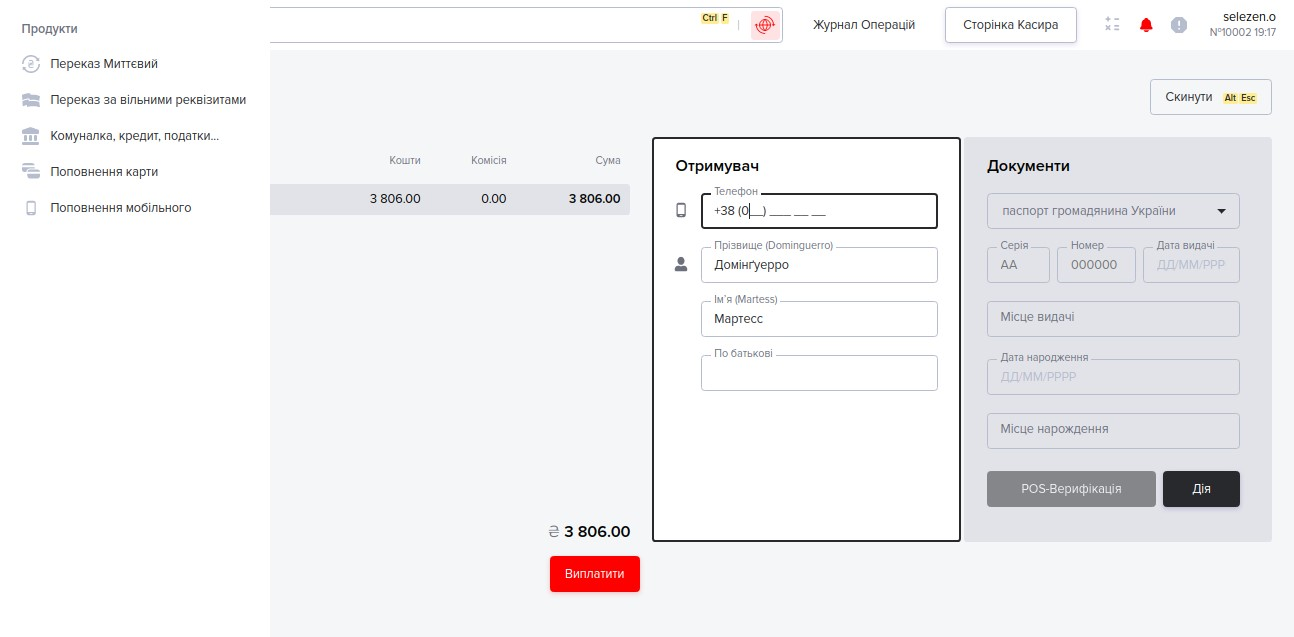 Продукти
Переказ Миттєвий
Переказ за вільними реквізитами
Комуналка, кредит, податки...
Поповнення карти
Поповнення мобільного
Ctrl F
Журнал Операцій
Сторінка Касира
selezen.o
№10002 19:17
Скинути Alt Esc
Кошти Комісія Сума
3 806.00 0.00 3 806.00
₴ 3 806.00
Виплатити
Отримувач
Телефон
+38 (0__) ___ __ __
Прізвище (Dominguerro)
Домінґуерро
Ім'я (Martess)
Мартесс
По батькові
Документи
паспорт громадянина України
Серія Номер Дата видачі
АА 000000 ДД/ММ/РРР
Місце видачі
Дата народження
ДД/ММ/РРРР
Місце народження
POS-Верифікація Дія